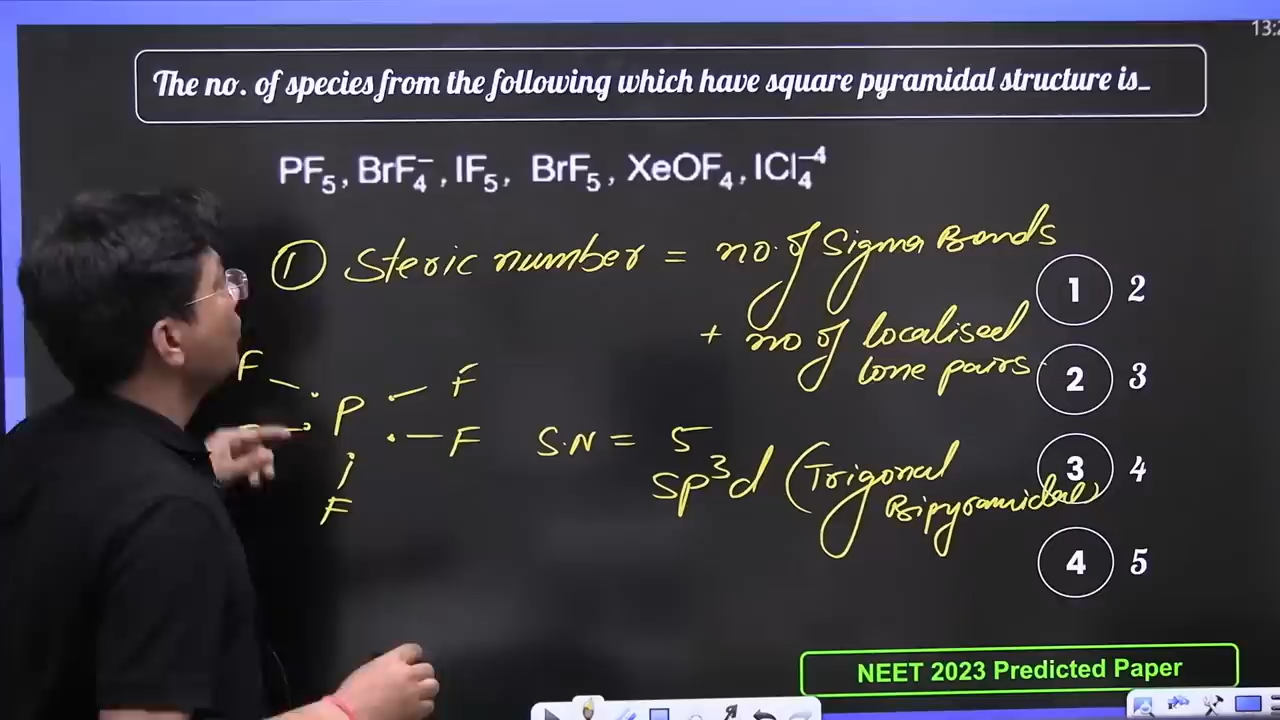 13:2
The no. of species from the following which have square pyramidal structure is_
PF₅, BrF₄⁻, IF₅, BrF₅, XeOF₄, ICl₄⁻⁴
① Steric number = no. of Sigma Bonds
+ no of localised
lone pairs
1 2
2 3
3 4
4 5
F
P F
F
F
S.N = 5
sp³d (Trigonal
Bipyramidal)
NEET 2023 Predicted Paper